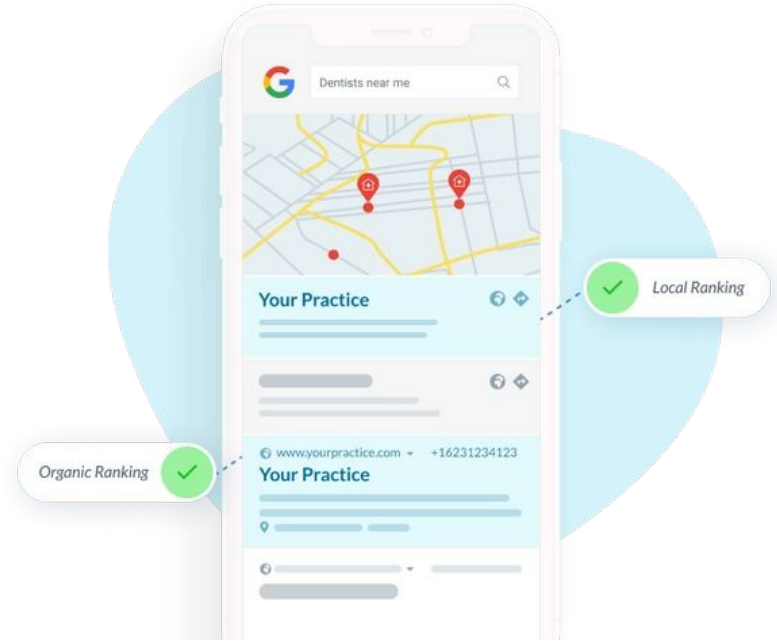 G
Dentists near me
Your Practice
Local Ranking
www.yourpractice.com
+16231234123
Organic Ranking
Your Practice